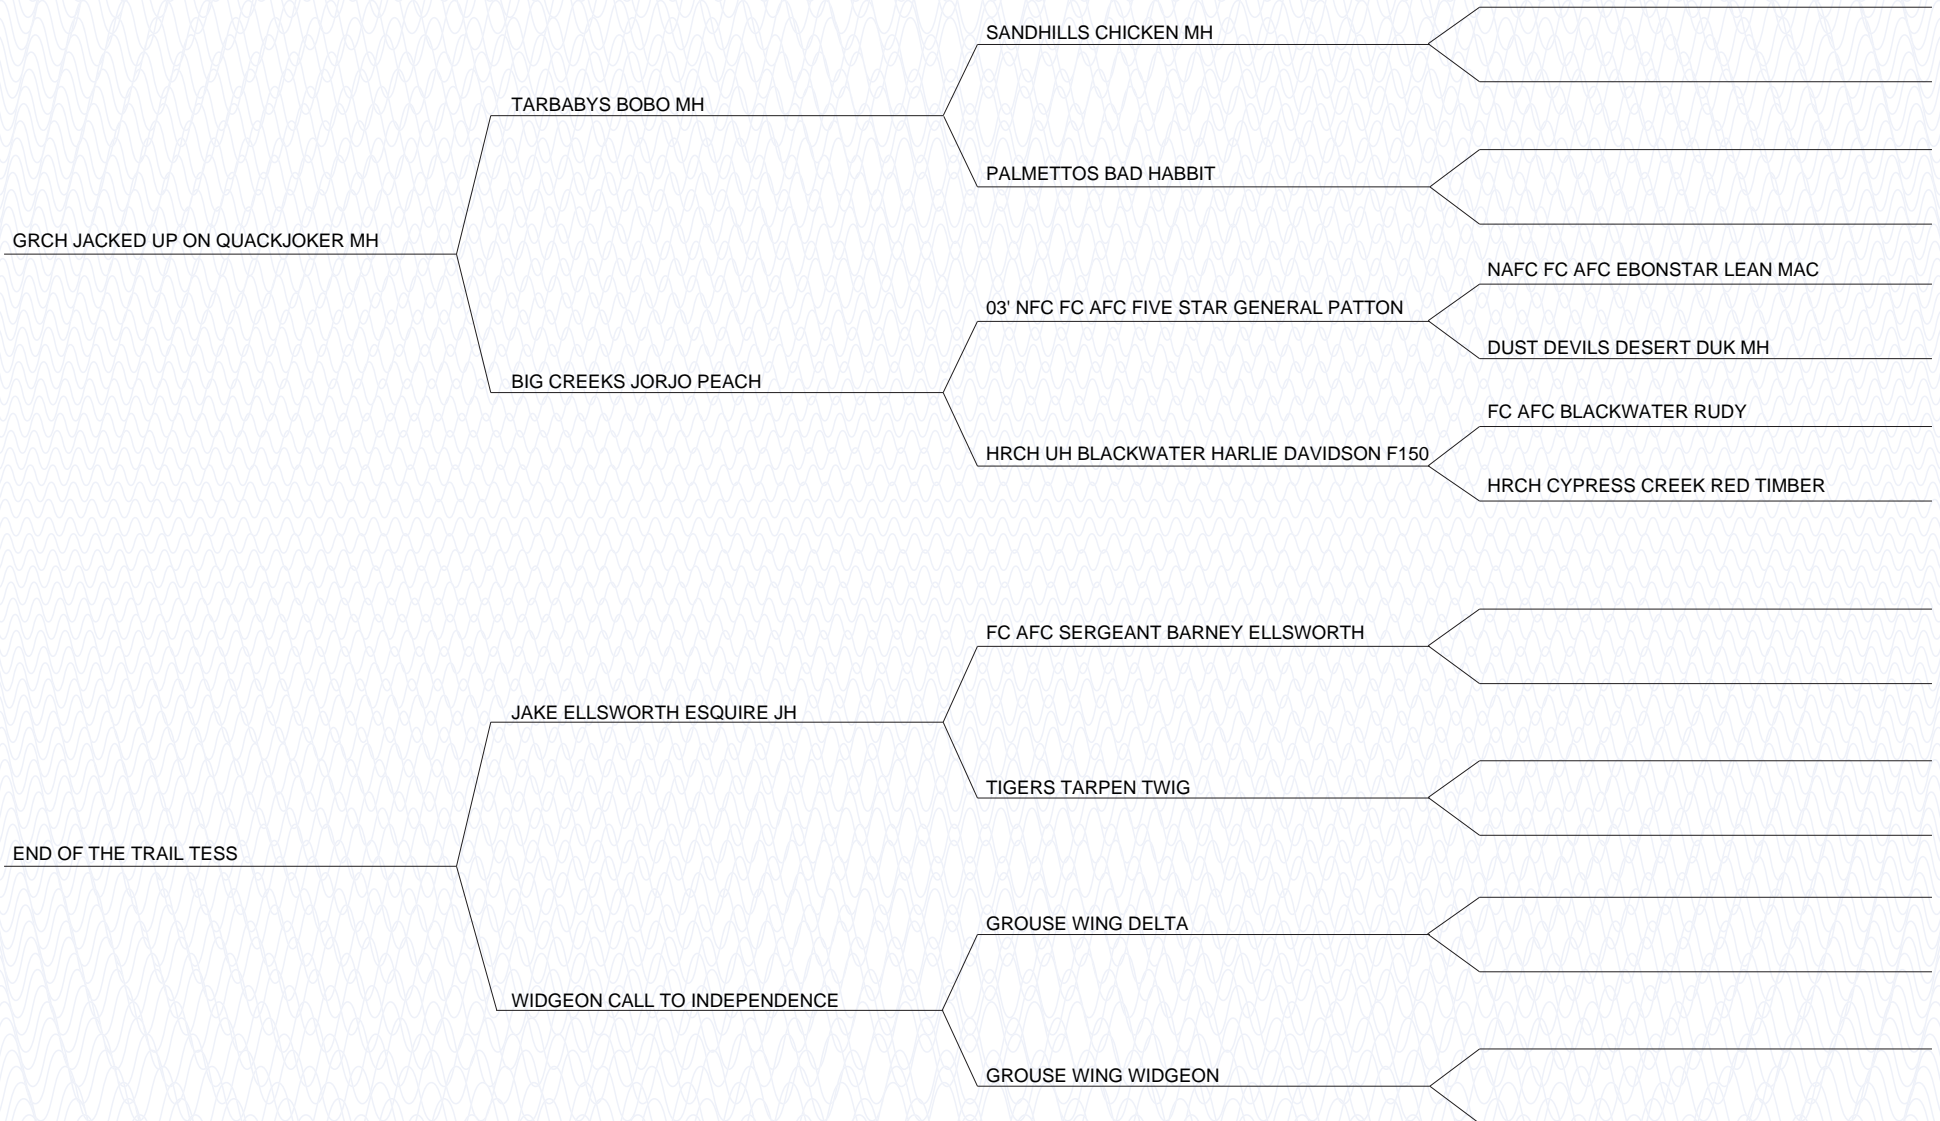 SANDHILLS CHICKEN MH
TARBABYS BOBO MH
PALMETTOS BAD HABBIT
GRCH JACKED UP ON QUACKJOKER MH
NAFC FC AFC EBONSTAR LEAN MAC
03' NFC FC AFC FIVE STAR GENERAL PATTON
DUST DEVILS DESERT DUK MH
BIG CREEKS JORJO PEACH
FC AFC BLACKWATER RUDY
HRCH UH BLACKWATER HARLIE DAVIDSON F150
HRCH CYPRESS CREEK RED TIMBER
FC AFC SERGEANT BARNEY ELLSWORTH
JAKE ELLSWORTH ESQUIRE JH
TIGERS TARPEN TWIG
END OF THE TRAIL TESS
GROUSE WING DELTA
WIDGEON CALL TO INDEPENDENCE
GROUSE WING WIDGEON